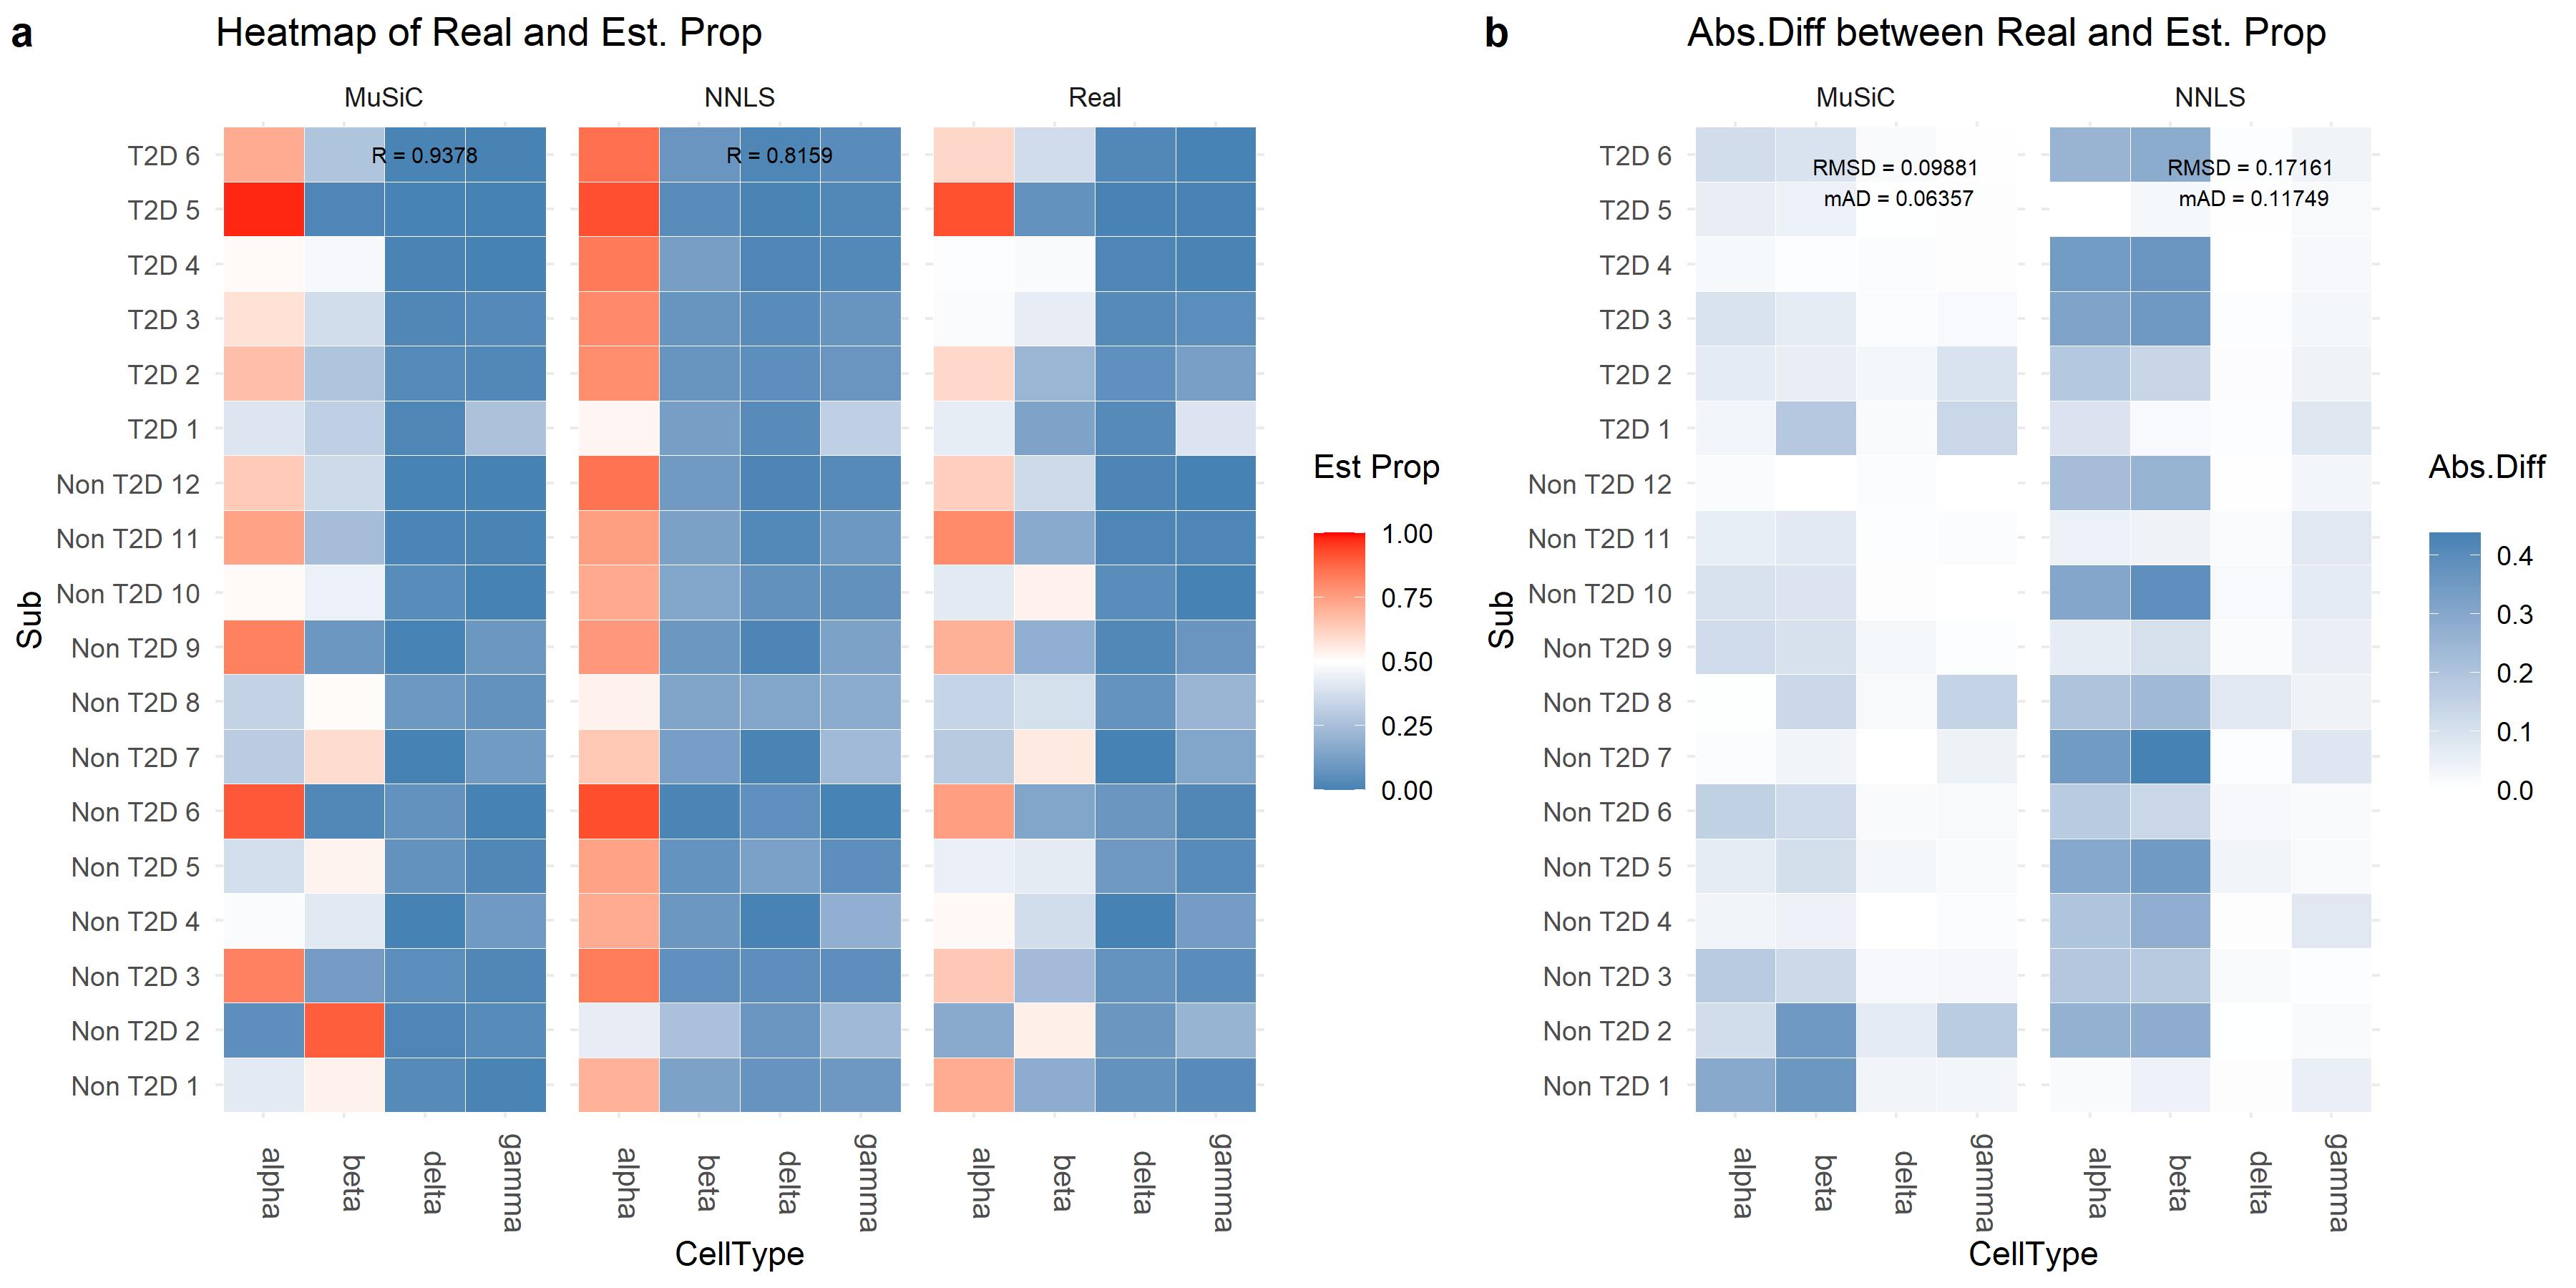 a
Heatmap of Real and Est. Prop
MuSiC
NNLS
Real
T2D 6
T2D 5
T2D 4
T2D 3
T2D 2
T2D 1
Non T2D 12
Non T2D 11
Non T2D 10
Non T2D 9
Non T2D 8
Non T2D 7
Non T2D 6
Non T2D 5
Non T2D 4
Non T2D 3
Non T2D 2
Non T2D 1
Sub
R = 0.9378
R = 0.8159
alpha
beta
delta
gamma
alpha
beta
delta
gamma
alpha
beta
delta
gamma
CellType
Est Prop
1.00
0.75
0.50
0.25
0.00
b
Abs.Diff between Real and Est. Prop
MuSiC
NNLS
T2D 6
T2D 5
T2D 4
T2D 3
T2D 2
T2D 1
Non T2D 12
Non T2D 11
Non T2D 10
Non T2D 9
Non T2D 8
Non T2D 7
Non T2D 6
Non T2D 5
Non T2D 4
Non T2D 3
Non T2D 2
Non T2D 1
Sub
RMSD = 0.09881
mAD = 0.06357
RMSD = 0.17161
mAD = 0.11749
alpha
beta
delta
gamma
alpha
beta
delta
gamma
CellType
Abs.Diff
0.4
0.3
0.2
0.1
0.0